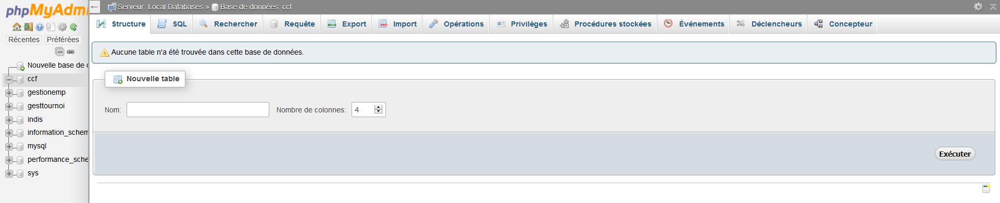 phpMyAdmi
Récentes Préférées
Nouvelle base de
ccf
gestionemp
gesttournoi
indis
information_schem
mysql
performance_sche
sys
Serveur: Local Databases » Base de données: ccf
Structure SQL Rechercher Requête Export Import Opérations Privilèges Procédures stockées Événements Déclencheurs Concepteur
Aucune table n'a été trouvée dans cette base de données.
Nouvelle table
Nom: Nombre de colonnes: 4
Exécuter